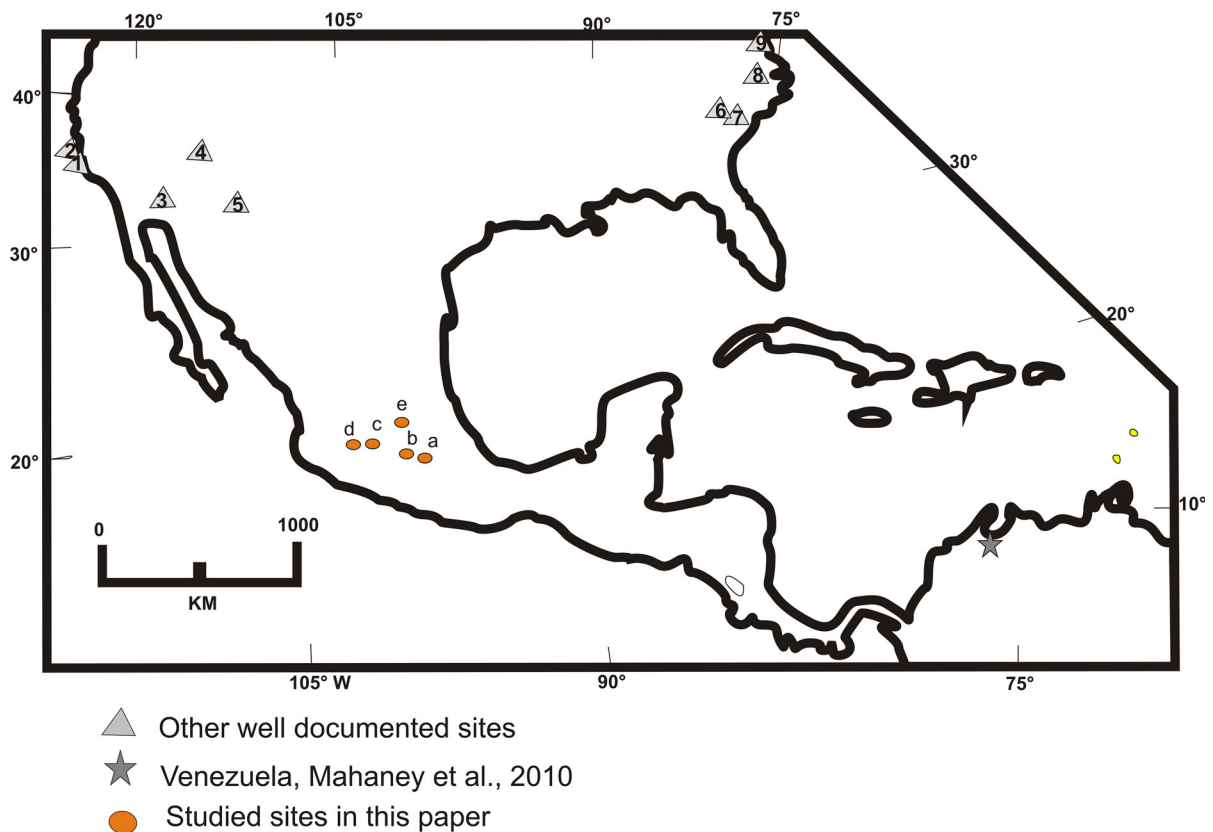 120° 105° 90° 75°
9
8
40°
6 7
2 4
1
30°
3 5
30°
20°
e
d c
b a
20°
10°
0 1000
KM
105° W 90° 75°
Other well documented sites
Venezuela, Mahaney et al., 2010
Studied sites in this paper